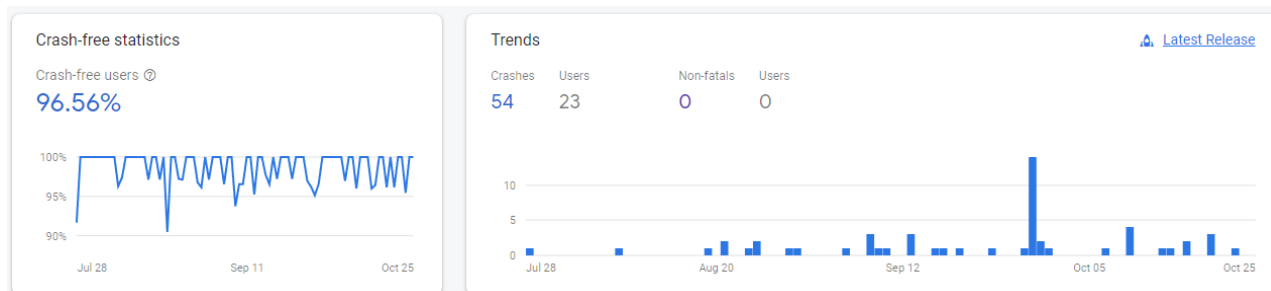 Crash-free statistics
Crash-free users
96.56%
100%
95%
90%
Jul 28 Sep 11 Oct 25
Trends
Latest Release
Crashes Users Non-fatals Users
54 23 0 0
10
5
0
Jul 28 Aug 20 Sep 12 Oct 05 Oct 25